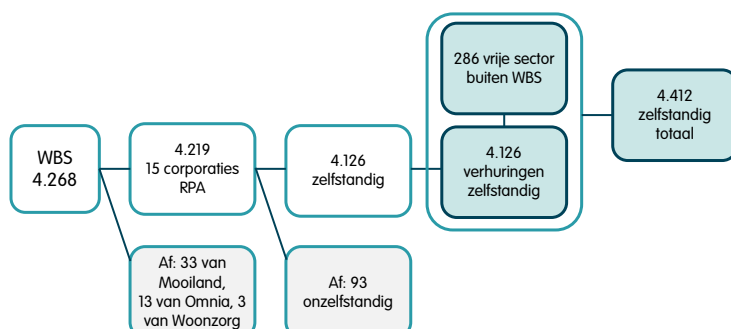 WBS
4.268
4.219
15 corporaties
RPA
Af: 33 van
Mooiland,
13 van Omnia, 3
van Woonzorg
4.126
zelfstandig
Af: 93
onzelfstandig
286 vrije sector
buiten WBS
4.126
verhuringen
zelfstandig
4.412
zelfstandig
totaal